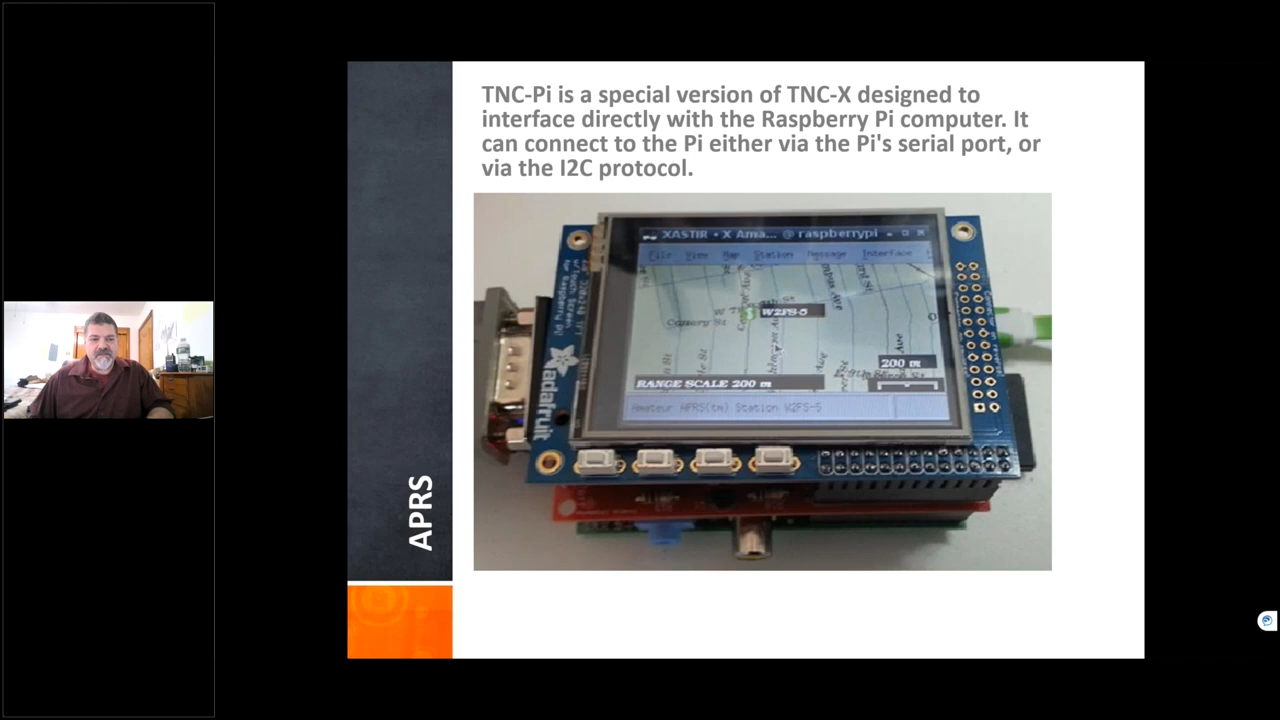 TNC-Pi is a special version of TNC-X designed to
interface directly with the Raspberry Pi computer. It
can connect to the Pi either via the Pi's serial port, or
via the I2C protocol.
APRS
XASTIR • X Ama... @ raspberrypi
File View Map Station Message Interface
W2FS-5
200 m
RANGE SCALE 200 m
Amateur APRS(tm) Station W2FS-5
adafruit